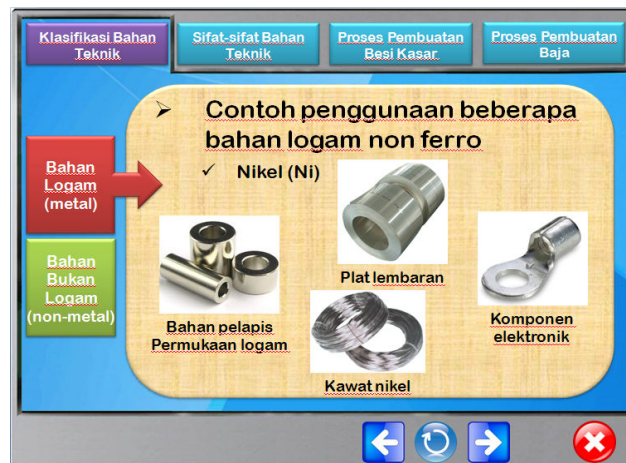 Klasifikasi Bahan
Teknik
Sifat-sifat Bahan
Teknik
Proses Pembuatan
Besi Kasar
Proses Pembuatan
Baja
Contoh penggunaan beberapa
bahan logam non ferro
Nikel (Ni)
Bahan
Logam
(metal)
Bahan
Bukan
Logam
(non-metal)
Plat lembaran
Bahan pelapis
Permukaan logam
Komponen
elektronik
Kawat nikel